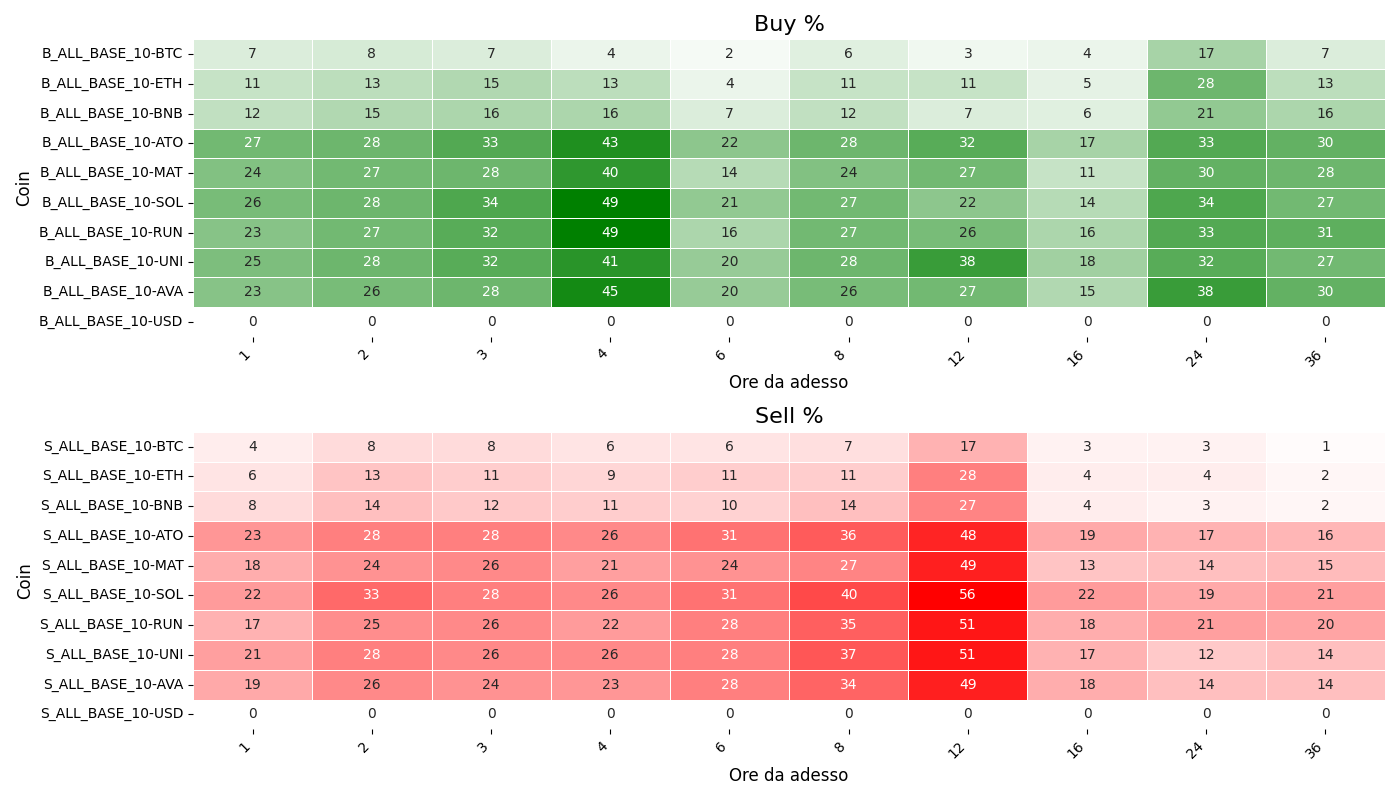 Buy %
B_ALL_BASE_10-BTC 7 8 7 4 2 6 3 4 17 7
B_ALL_BASE_10-ETH 11 13 15 13 4 11 11 5 28 13
B_ALL_BASE_10-BNB 12 15 16 16 7 12 7 6 21 16
B_ALL_BASE_10-ATO 27 28 33 43 22 28 32 17 33 30
B_ALL_BASE_10-MAT 24 27 28 40 14 24 27 11 30 28
B_ALL_BASE_10-SOL 26 28 34 49 21 27 22 14 34 27
B_ALL_BASE_10-RUN 23 27 32 49 16 27 26 16 33 31
B_ALL_BASE_10-UNI 25 28 32 41 20 28 38 18 32 27
B_ALL_BASE_10-AVA 23 26 28 45 20 26 27 15 38 30
B_ALL_BASE_10-USD 0 0 0 0 0 0 0 0 0 0
Coin
1 2 3 4 6 8 12 16 24 36
Ore da adesso
Sell %
S_ALL_BASE_10-BTC 4 8 8 6 6 7 17 3 3 1
S_ALL_BASE_10-ETH 6 13 11 9 11 11 28 4 4 2
S_ALL_BASE_10-BNB 8 14 12 11 10 14 27 4 3 2
S_ALL_BASE_10-ATO 23 28 28 26 31 36 48 19 17 16
S_ALL_BASE_10-MAT 18 24 26 21 24 27 49 13 14 15
S_ALL_BASE_10-SOL 22 33 28 26 31 40 56 22 19 21
S_ALL_BASE_10-RUN 17 25 26 22 28 35 51 18 21 20
S_ALL_BASE_10-UNI 21 28 26 26 28 37 51 17 12 14
S_ALL_BASE_10-AVA 19 26 24 23 28 34 49 18 14 14
S_ALL_BASE_10-USD 0 0 0 0 0 0 0 0 0 0
Coin
1 2 3 4 6 8 12 16 24 36
Ore da adesso